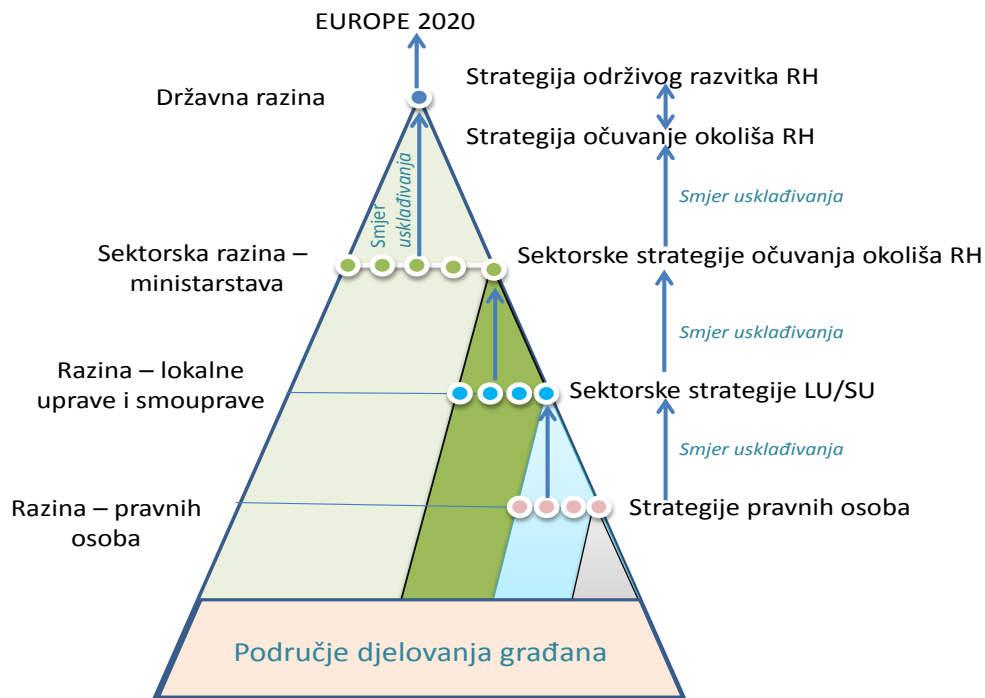 EUROPE 2020
Strategija održivog razvitka RH
Državna razina
Strategija očuvanje okoliša RH
Smjer
usklađivanja
Smjer usklađivanja
Sektorska razina –
ministarstava
Sektorske strategije očuvanja okoliša RH
Smjer usklađivanja
Razina – lokalne
uprave i smouprave
Sektorske strategije LU/SU
Smjer usklađivanja
Razina – pravnih
osoba
Strategije pravnih osoba
Područje djelovanja građana